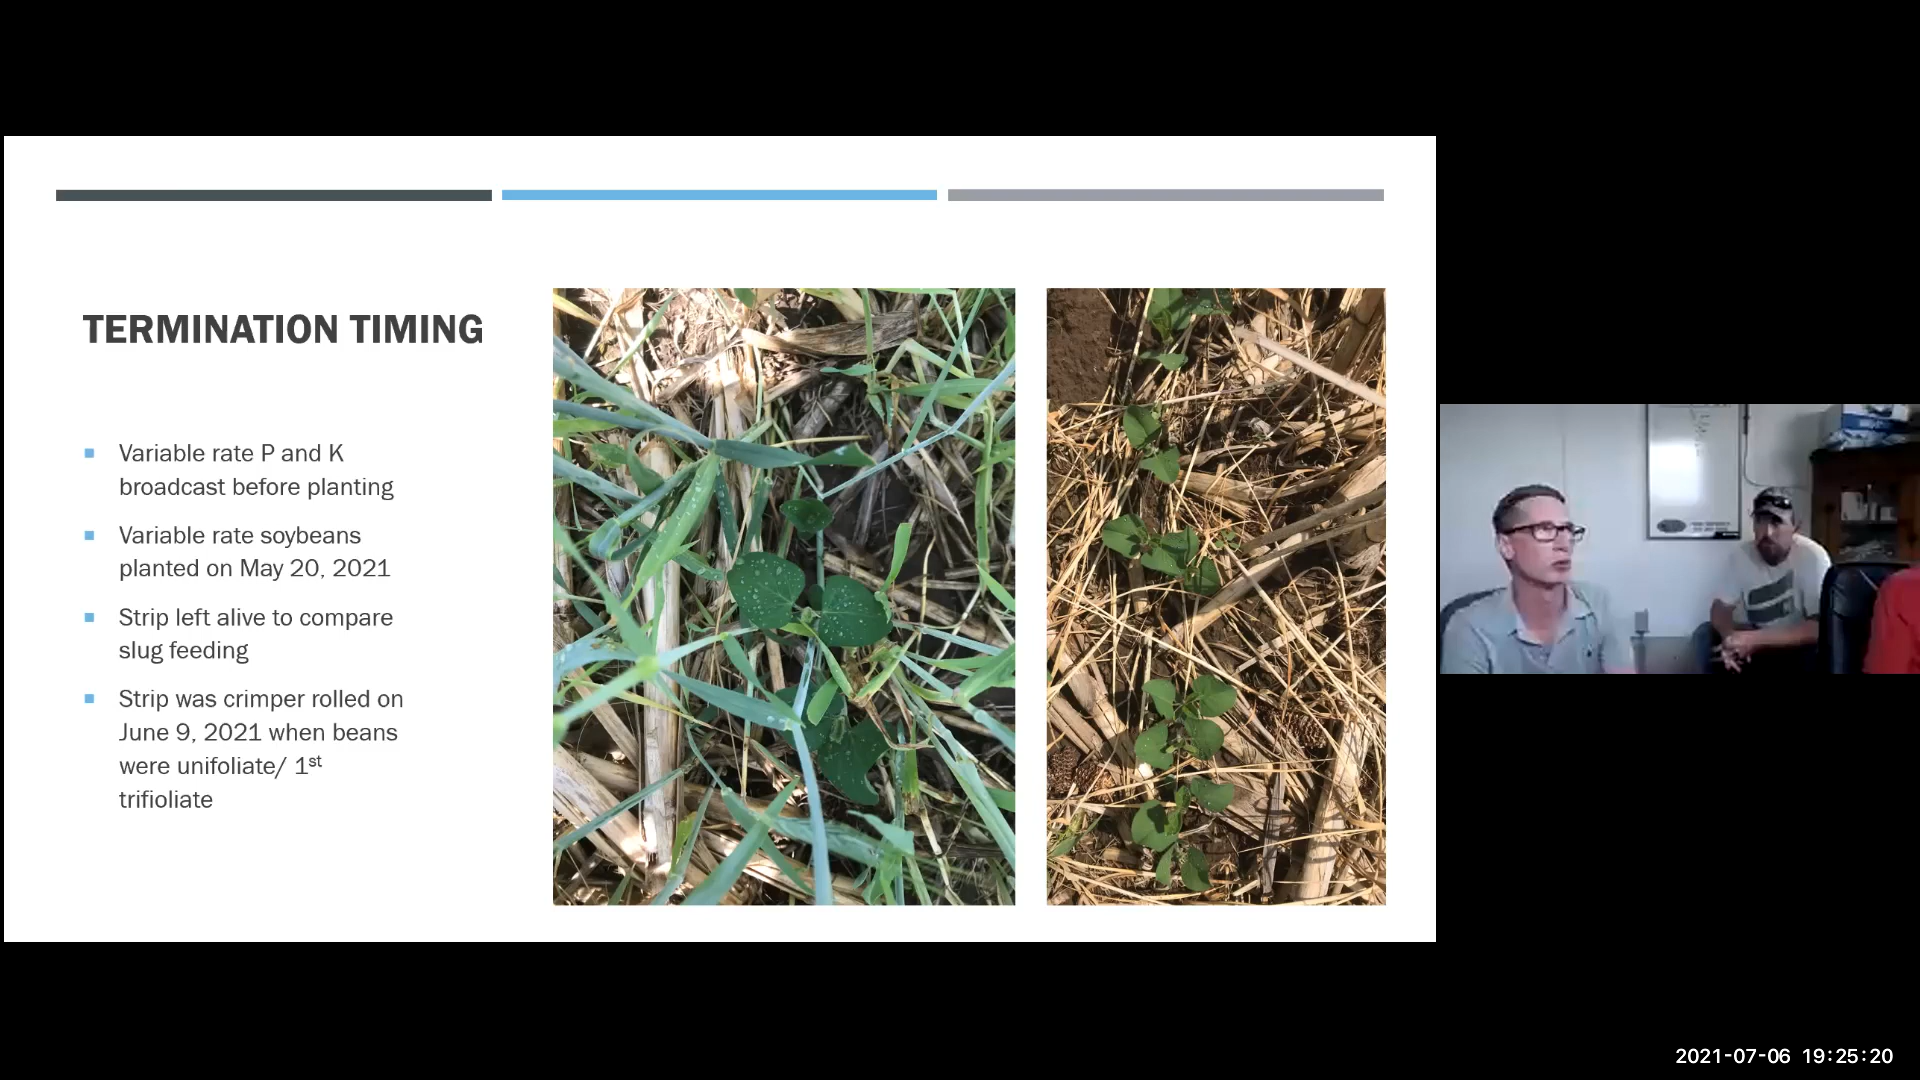 TERMINATION TIMING
Variable rate P and K
broadcast before planting
Variable rate soybeans
planted on May 20, 2021
Strip left alive to compare
slug feeding
Strip was crimper rolled on
June 9, 2021 when beans
were unifoliate/ 1st
trifioliate
2021-07-06 19:25:20